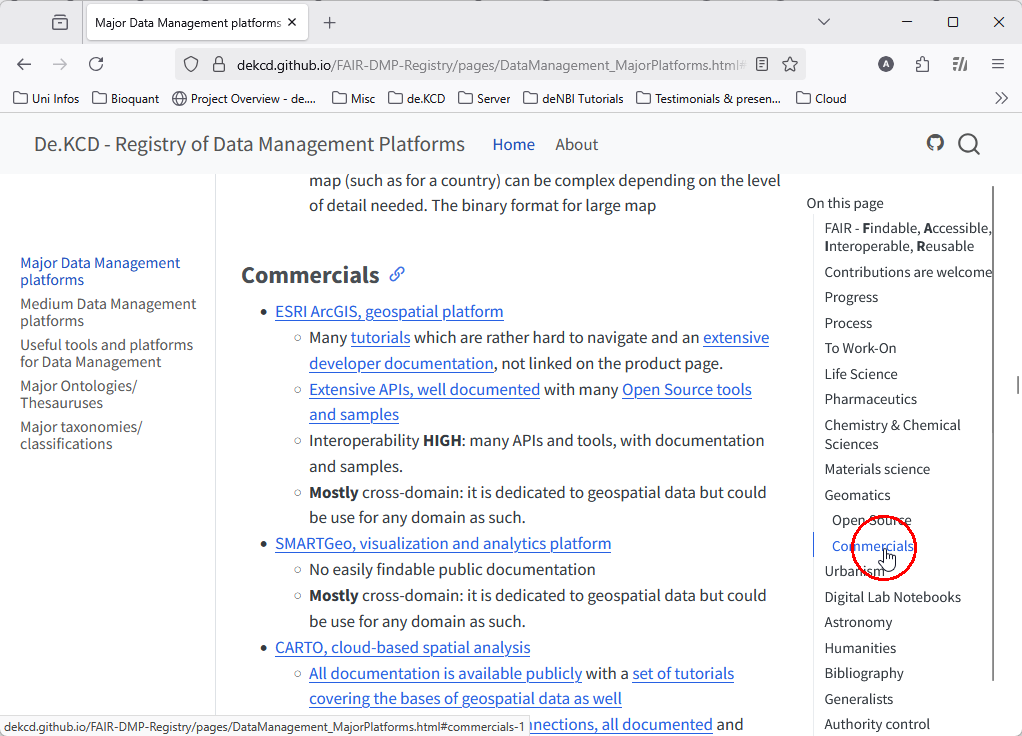 Major Data Management platforms
dekcd.github.io/FAIR-DMP-Registry/pages/DataManagement_MajorPlatforms.html#
A
Uni Infos
Bioquant
Project Overview - de....
Misc
de.KCD
Server
deNBI Tutorials
Testimonials & presen...
Cloud
De.KCD - Registry of Data Management Platforms
Home
About
Major Data Management
platforms
Medium Data Management
platforms
Useful tools and platforms
for Data Management
Major Ontologies/
Thesauruses
Major taxonomies/
classifications
map (such as for a country) can be complex depending on the level
of detail needed. The binary format for large map
Commercials
• ESRI ArcGIS, geospatial platform
○ Many tutorials which are rather hard to navigate and an extensive
developer documentation, not linked on the product page.
○ Extensive APIs, well documented with many Open Source tools
and samples
○ Interoperability HIGH: many APIs and tools, with documentation
and samples.
○ Mostly cross-domain: it is dedicated to geospatial data but could
be use for any domain as such.
• SMARTGeo, visualization and analytics platform
○ No easily findable public documentation
○ Mostly cross-domain: it is dedicated to geospatial data but could
be use for any domain as such.
• CARTO, cloud-based spatial analysis
○ All documentation is available publicly with a set of tutorials
covering the bases of geospatial data as well
all documented and
On this page
FAIR - Findable, Accessible,
Interoperable, Reusable
Contributions are welcome
Progress
Process
To Work-On
Life Science
Pharmaceutics
Chemistry & Chemical
Sciences
Materials science
Geomatics
Open Source
Commercials
Urbanism
Digital Lab Notebooks
Astronomy
Humanities
Bibliography
Generalists
Authority control
dekcd.github.io/FAIR-DMP-Registry/pages/DataManagement_MajorPlatforms.html#commercials-1